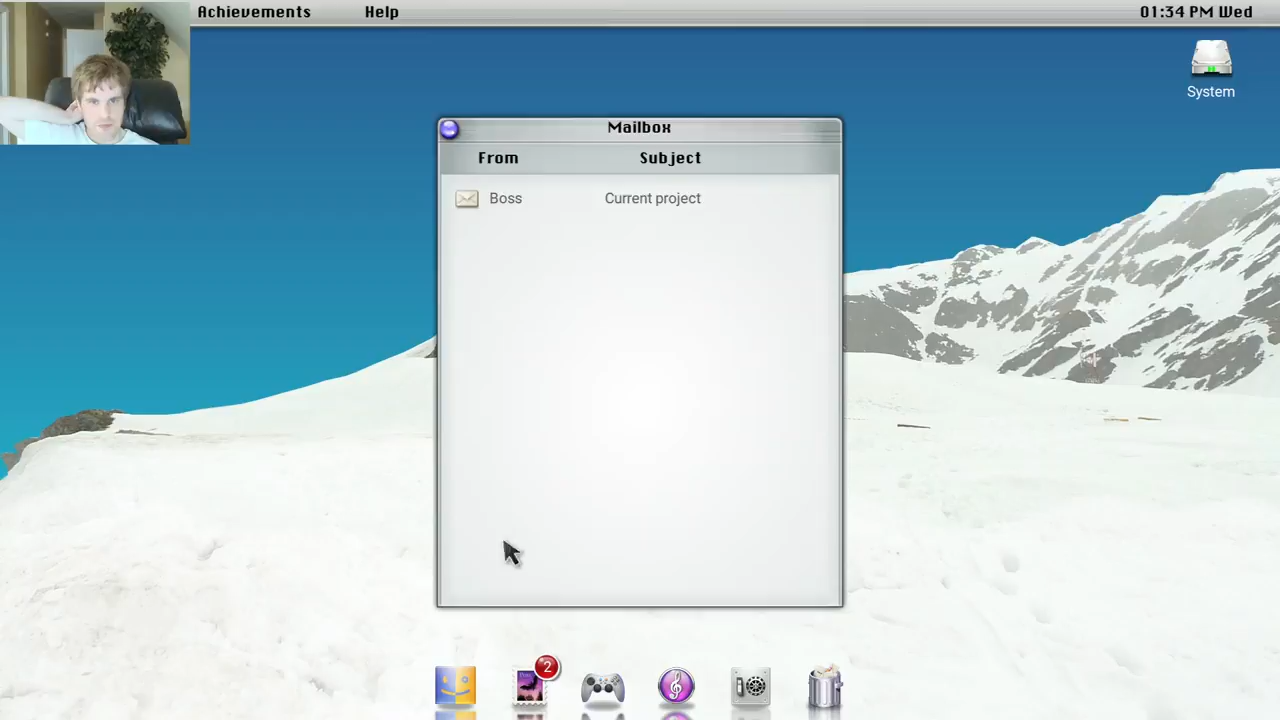 Achievements Help 01:34 PM Wed
System
Mailbox
From Subject
Boss Current project
2